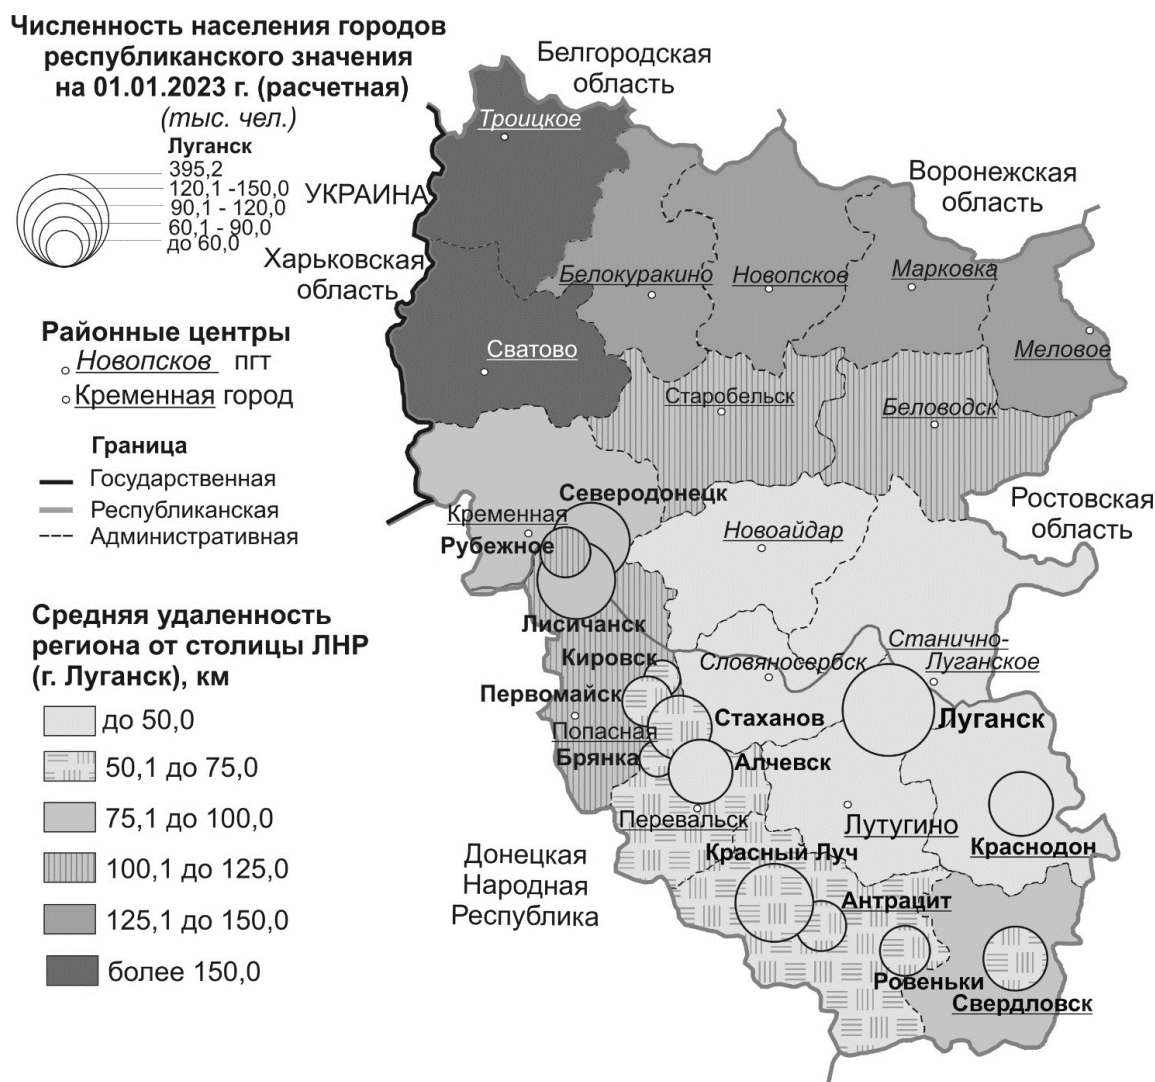 Численность населения городов
республиканского значения
на 01.01.2023 г. (расчетная)
(тыс. чел.)
Луганск
395,2
120,1 -150,0
90,1 - 120,0
60,1 - 90,0
до 60,0
Районные центры
Новопсков пгт
Кременная город
Граница
Государственная
Республиканская
Административная
Средняя удаленность
региона от столицы ЛНР
(г. Луганск), км
до 50,0
50,1 до 75,0
75,1 до 100,0
100,1 до 125,0
125,1 до 150,0
более 150,0
Белгородская
область
Троицкое
УКРАИНА
Воронежская
область
Харьковская
область
Белокуракино
Новопсков
Марковка
Меловое
Сватово
Старобельск
Беловодск
Северодонецк
Кременная
Рубежное
Новоайдар
Ростовская
область
Лисичанск
Кировск
Словяносербск
Станично-
Луганское
Первомайск
Попасная
Стаханов
Луганск
Брянка
Алчевск
Перевальск
Лутугино
Краснодон
Донецкая
Народная
Республика
Красный Луч
Антрацит
Ровеньки
Свердловск